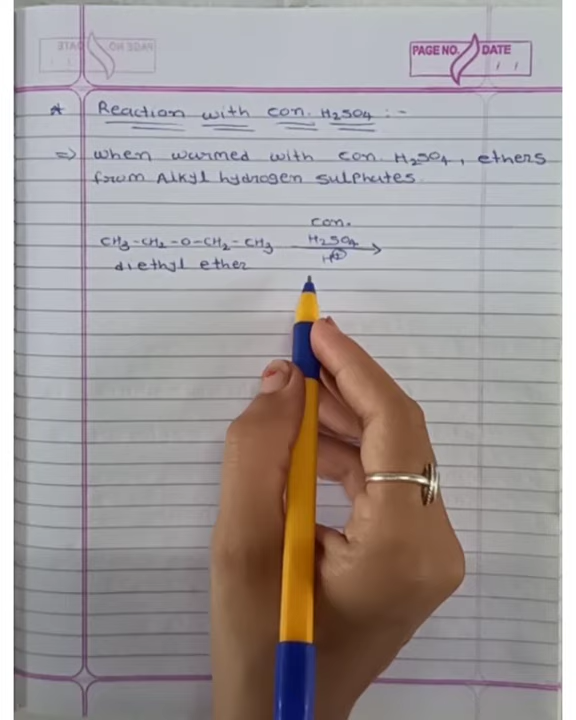 PAGE NO. DATE
* Reaction with con. H2SO4 :-
=> when warmed with con. H2SO4, ethers
from Alkyl hydrogen sulphates.
con.
CH3-CH2-O-CH2-CH3 H2SO4
H⊕
diethyl ether